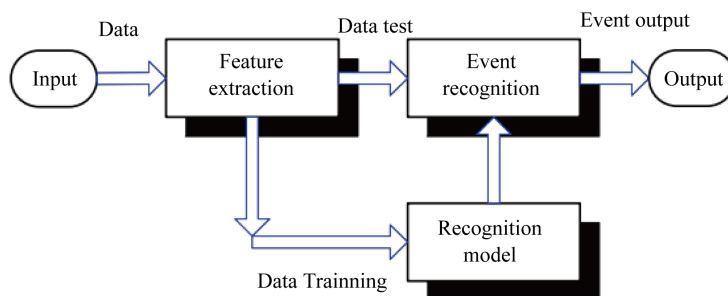 Data
Data test
Event output
Input
Feature
extraction
Event
recognition
Output
Recognition
model
Data Trainning